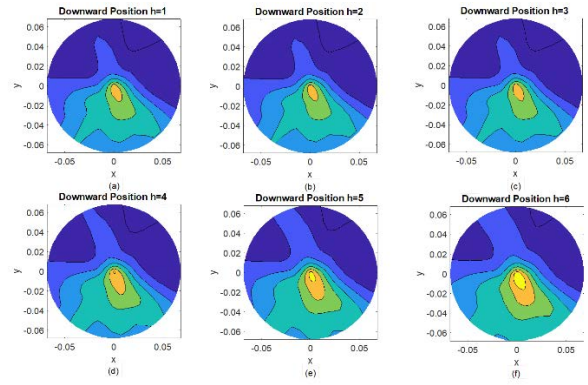 Downward Position h=1
Downward Position h=2
Downward Position h=3
0.06
0.04
0.02
0
-0.02
-0.04
-0.06
y
-0.05
0
0.05
x
(a)
0.06
0.04
0.02
0
-0.02
-0.04
-0.06
y
-0.05
0
0.05
x
(b)
0.06
0.04
0.02
0
-0.02
-0.04
-0.06
y
-0.05
0
0.05
x
(c)
Downward Position h=4
Downward Position h=5
Downward Position h=6
0.06
0.04
0.02
0
-0.02
-0.04
-0.06
y
-0.05
0
0.05
x
(d)
0.06
0.04
0.02
0
-0.02
-0.04
-0.06
y
-0.05
0
0.05
x
(e)
0.06
0.04
0.02
0
-0.02
-0.04
-0.06
y
-0.05
0
0.05
x
(f)